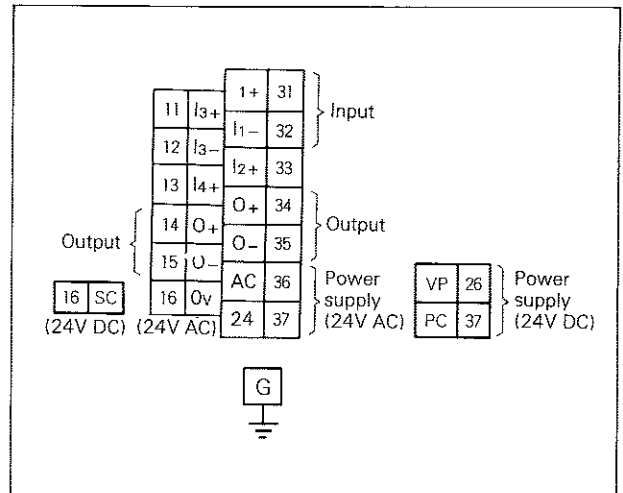 1+ 31
11 I3+
Input
I1− 32
12 I3−
I2+ 33
13 I4+
O+ 34
14 O+
Output
Output
O− 35
15 O−
AC 36
Power
supply
(24V AC)
VP 26
Power
supply
(24V DC)
16 SC
16 0v
(24V DC)
(24V AC)
24 37
PC 37
G